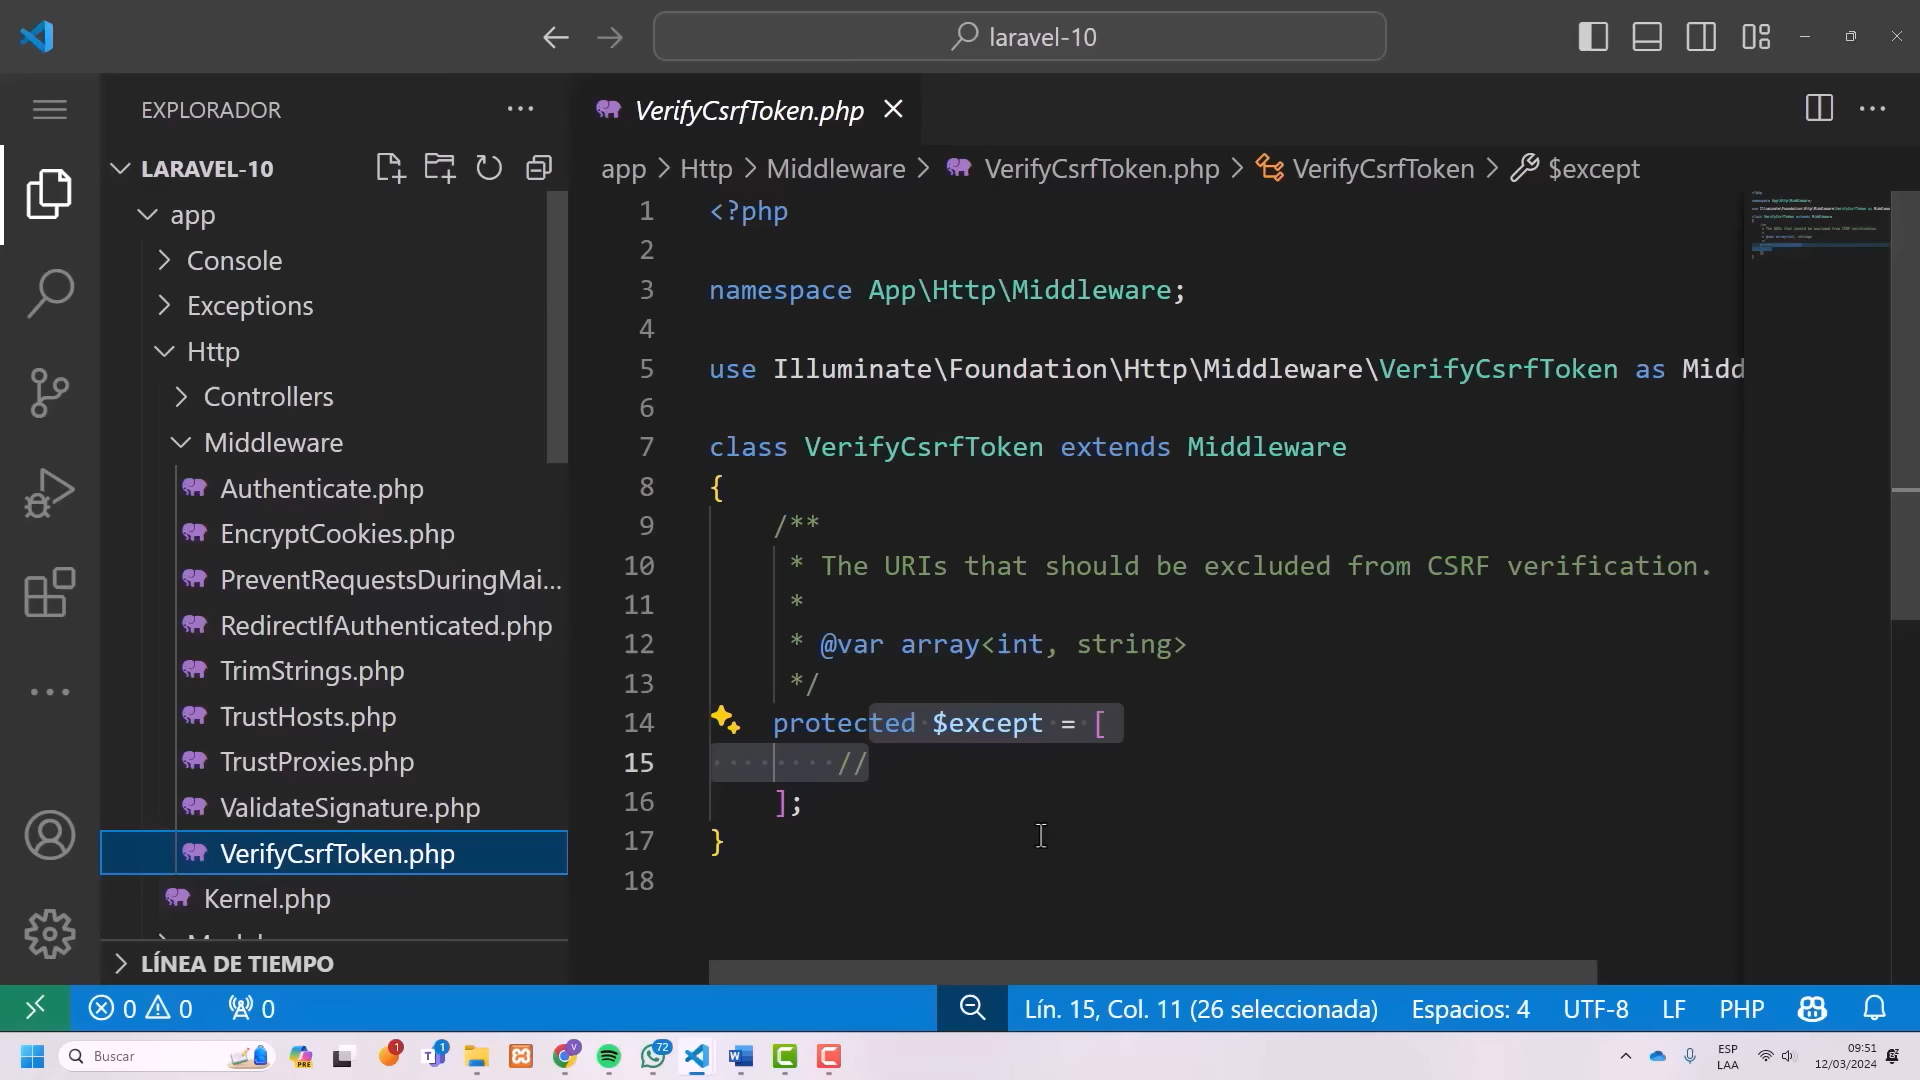 laravel-10
EXPLORADOR
LARAVEL-10
app
Console
Exceptions
Http
Controllers
Middleware
Authenticate.php
EncryptCookies.php
PreventRequestsDuringMai...
RedirectIfAuthenticated.php
TrimStrings.php
TrustHosts.php
TrustProxies.php
ValidateSignature.php
VerifyCsrfToken.php
Kernel.php
LÍNEA DE TIEMPO
VerifyCsrfToken.php
app > Http > Middleware > VerifyCsrfToken.php > VerifyCsrfToken > $except
1 <?php
2
3 namespace App\Http\Middleware;
4
5 use Illuminate\Foundation\Http\Middleware\VerifyCsrfToken as Midd
6
7 class VerifyCsrfToken extends Middleware
8 {
9 /**
10 * The URIs that should be excluded from CSRF verification.
11 *
12 * @var array<int, string>
13 */
14 protected $except = [
15 //
16 ];
17 }
18
0 0 0 Lín. 15, Col. 11 (26 seleccionada) Espacios: 4 UTF-8 LF PHP
Buscar
PRE
1
1
V
72
ESP
LAA
09:51
12/03/2024